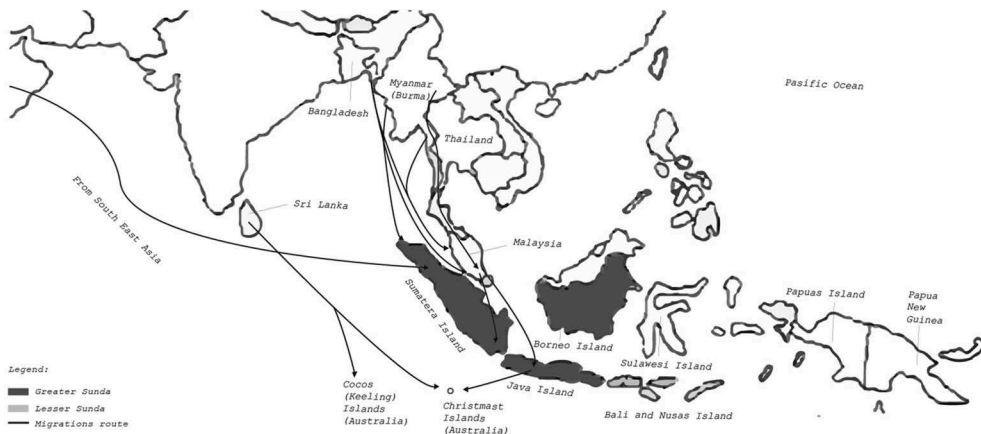 Pasific Ocean
Myanmar
(Burma)
Bangladesh
Thailand
From South East Asia
Sri Lanka
Malaysia
Sumatera Island
Papuas Island
Papua
New
Guinea
Borneo Island
Sulawesi Island
Java Island
Bali and Nusas Island
Cocos
(Keeling)
Islands
(Australia)
Christmast
Islands
(Australia)
Legend:
Greater Sunda
Lesser Sunda
Migrations route